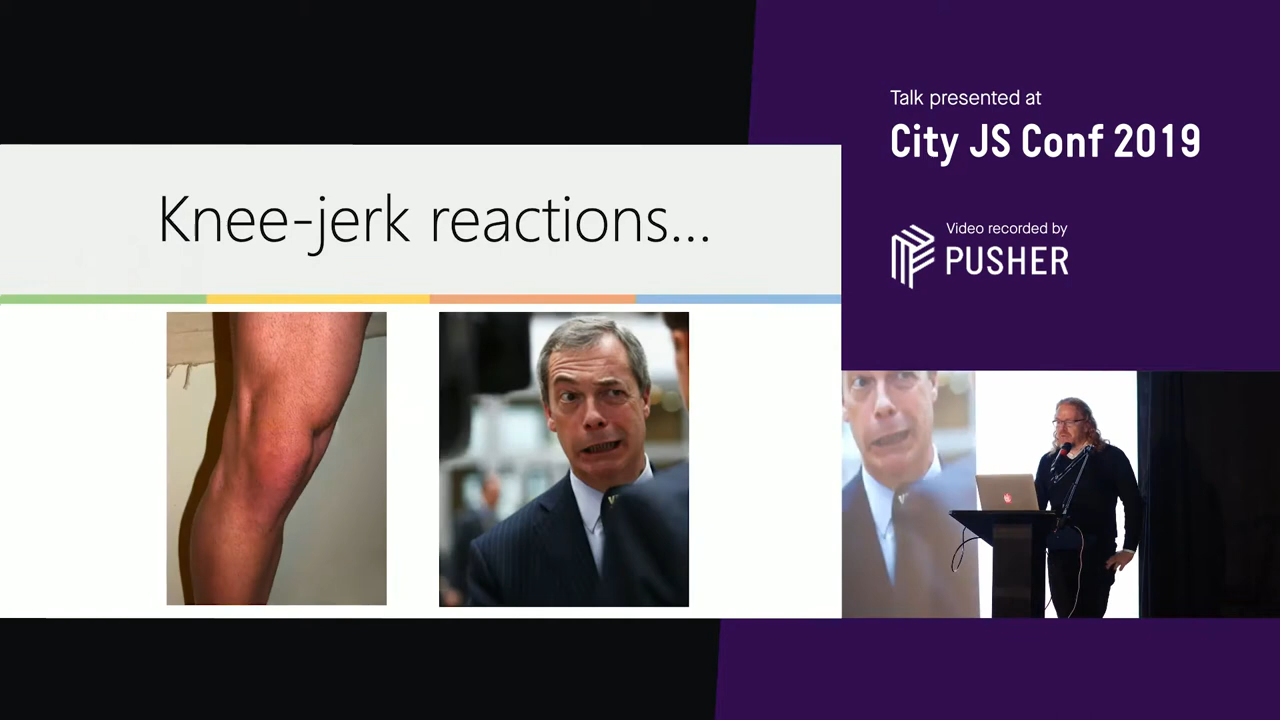 Talk presented at
City JS Conf 2019
Video recorded by
PUSHER
Knee-jerk reactions...